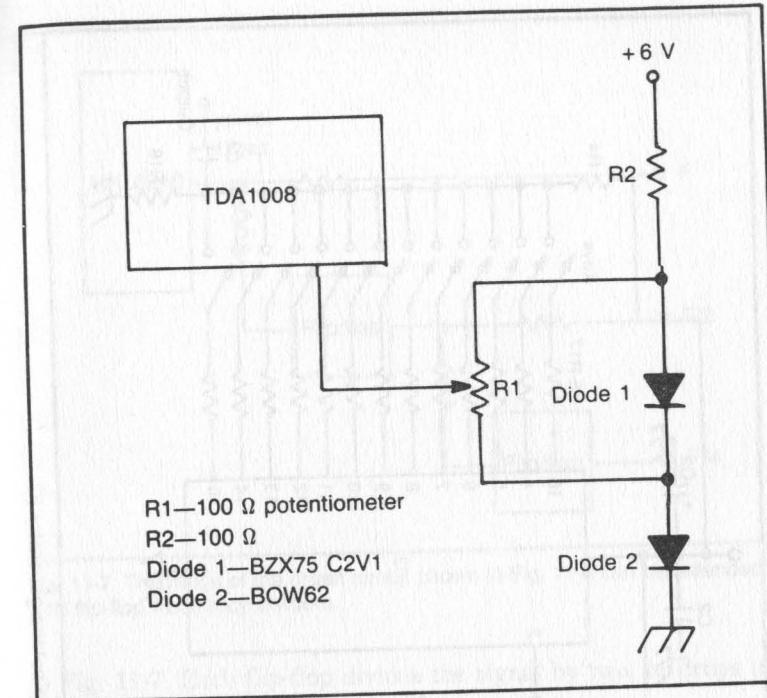 +6 V
R2
TDA1008
R1
Diode 1
R1—100 Ω potentiometer
R2—100 Ω
Diode 1—BZX75 C2V1
Diode 2—BOW62
Diode 2